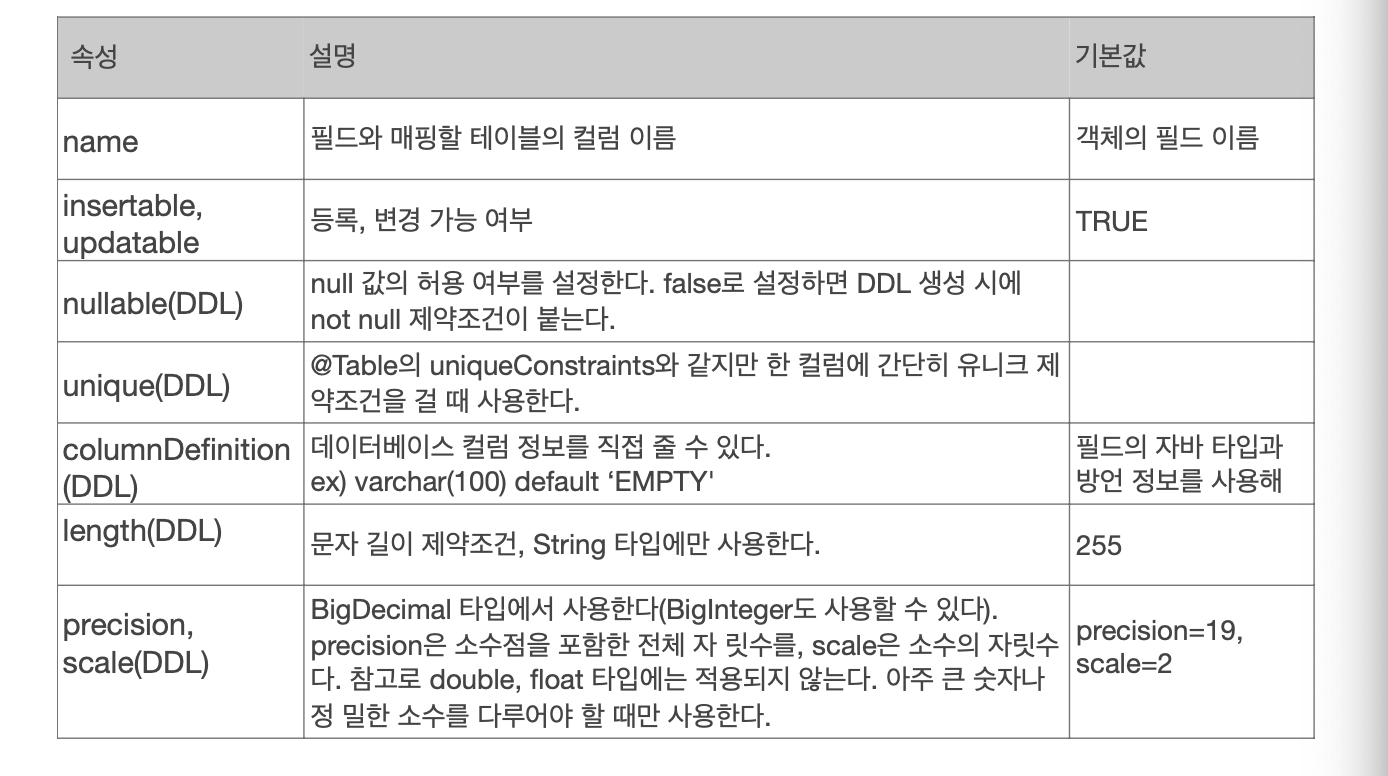 속성 설명 기본값
name 필드와 매핑할 테이블의 컬럼 이름 객체의 필드 이름
insertable,
updatable
등록, 변경 가능 여부 TRUE
nullable(DDL)
null 값의 허용 여부를 설정한다. false로 설정하면 DDL 생성 시에
not null 제약조건이 붙는다.
unique(DDL)
@Table의 uniqueConstraints와 같지만 한 컬럼에 간단히 유니크 제
약조건을 걸 때 사용한다.
columnDefinition
(DDL)
데이터베이스 컬럼 정보를 직접 줄 수 있다.
ex) varchar(100) default ‘EMPTY'
필드의 자바 타입과
방언 정보를 사용해
length(DDL)
문자 길이 제약조건, String 타입에만 사용한다. 255
precision,
scale(DDL)
BigDecimal 타입에서 사용한다(BigInteger도 사용할 수 있다).
precision은 소수점을 포함한 전체 자 릿수를, scale은 소수의 자릿수
다. 참고로 double, float 타입에는 적용되지 않는다. 아주 큰 숫자나
정 밀한 소수를 다루어야 할 때만 사용한다.
precision=19,
scale=2